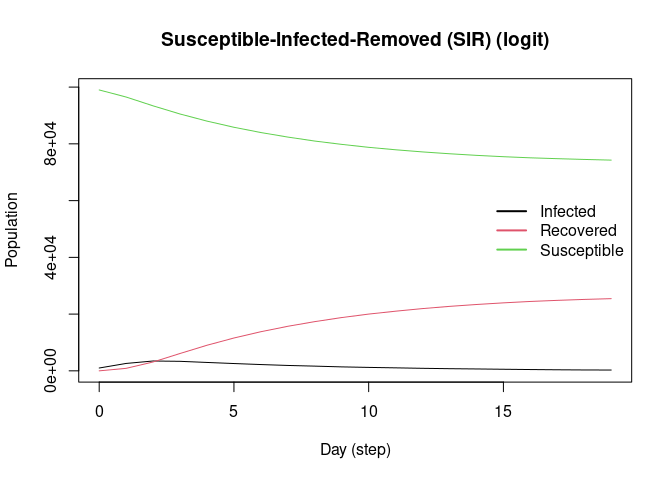 Susceptible-Infected-Removed (SIR) (logit)
8e+04
4e+04
0e+00
Population
Infected
Recovered
Susceptible
0 5 10 15
Day (step)